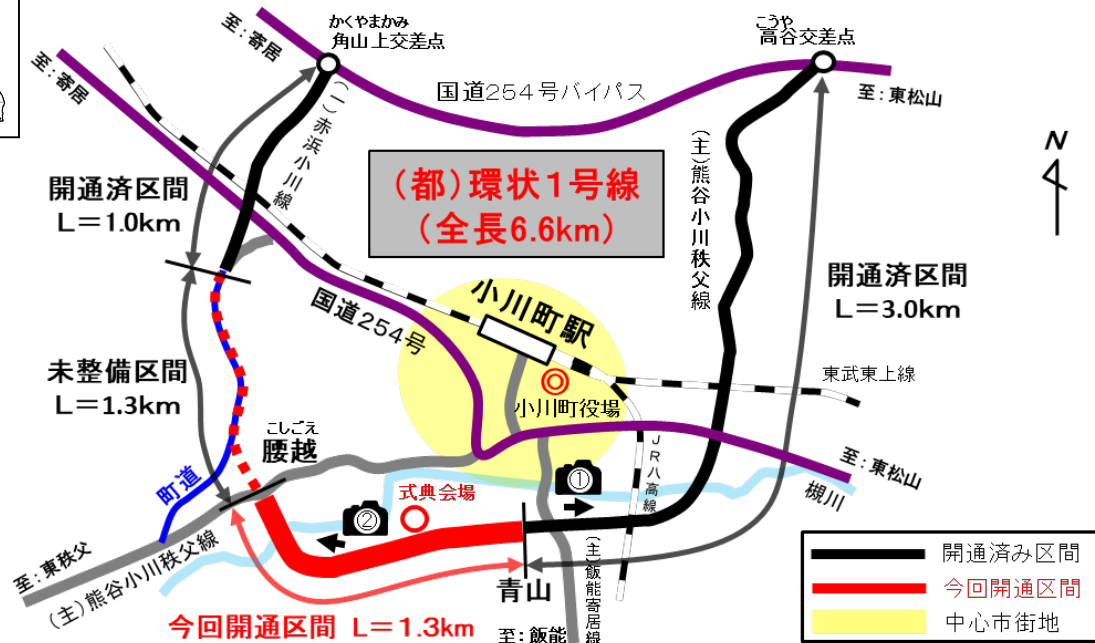 かくやまかみ
角山上交差点
至:寄居
至:寄居
こうや
高谷交差点
国道254号バイパス
至:東松山
(一)赤浜小川線
(主)熊谷小川秩父線
N
(都)環状1号線
(全長6.6km)
開通済区間
L=1.0km
開通済区間
L=3.0km
国道254号
小川町駅
東武東上線
小川町役場
未整備区間
L=1.3km
こしごえ
腰越
JR八高線
至:東松山
槻川
町道
①
②
式典会場
至:東秩父
(主)熊谷小川秩父線
青山
(主)飯能寄居線
今回開通区間 L=1.3km
至:飯能
開通済み区間
今回開通区間
中心市街地